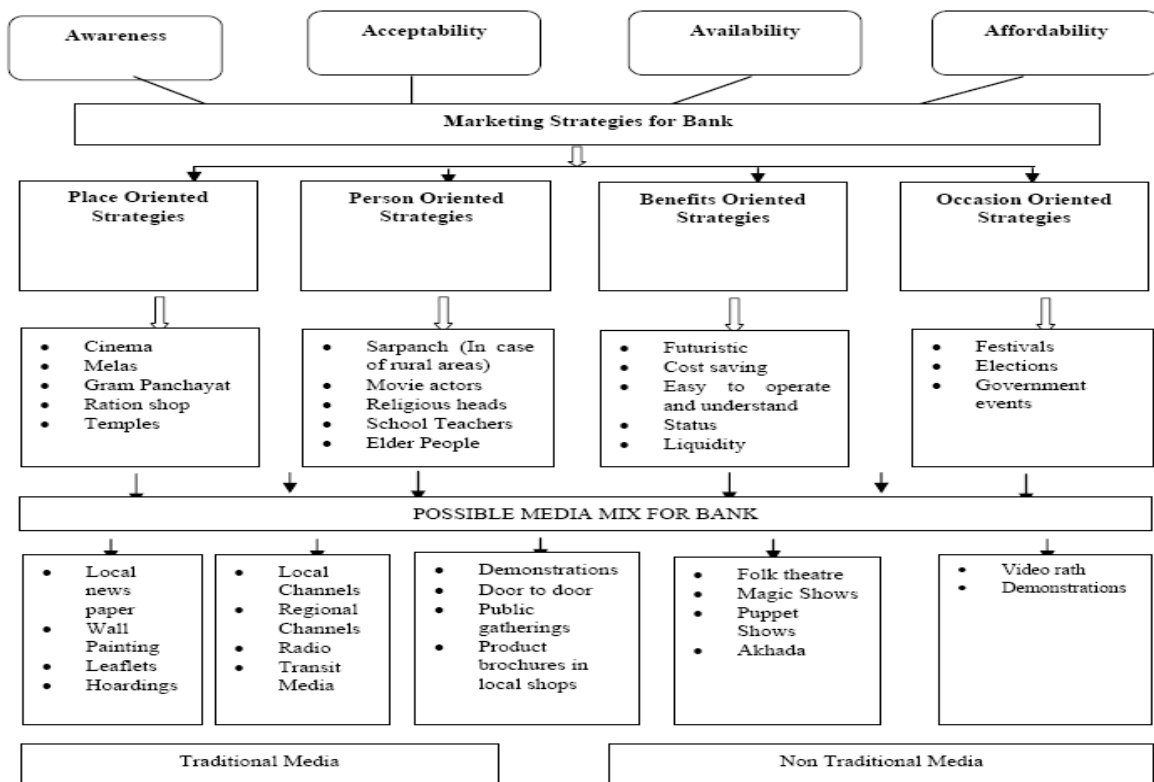 Awareness
Acceptability
Availability
Affordability
Marketing Strategies for Bank
Place Oriented
Strategies
Person Oriented
Strategies
Benefits Oriented
Strategies
Occasion Oriented
Strategies
• Cinema
• Melas
• Gram Panchayat
• Ration shop
• Temples
• Sarpanch (In case
of rural areas)
• Movie actors
• Religious heads
• School Teachers
• Elder People
• Futuristic
• Cost saving
• Easy to operate
and understand
• Status
• Liquidity
• Festivals
• Elections
• Government
events
POSSIBLE MEDIA MIX FOR BANK
• Local
news
paper
• Wall
Painting
• Leaflets
• Hoardings
• Local
Channels
• Regional
Channels
• Radio
• Transit
Media
• Demonstrations
• Door to door
• Public
gatherings
• Product
brochures in
local shops
• Folk theatre
• Magic Shows
• Puppet
Shows
• Akhada
• Video rath
• Demonstrations
Traditional Media
Non Traditional Media